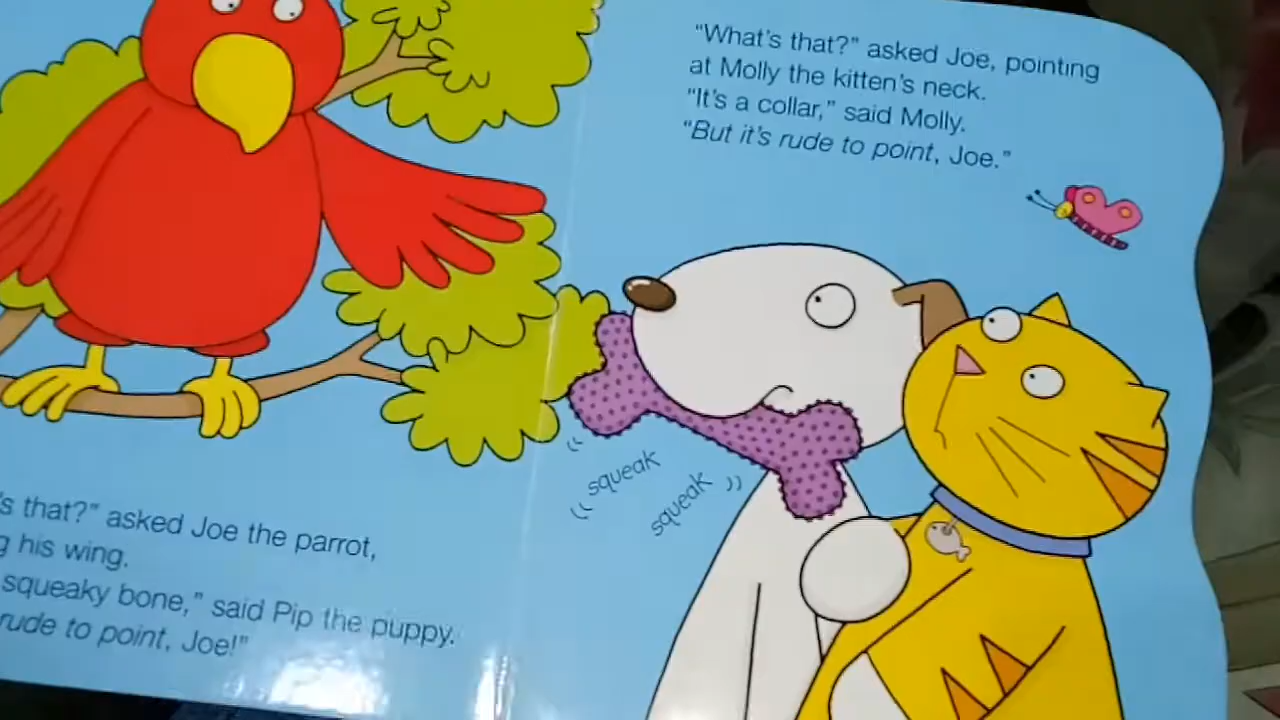 's that?" asked Joe the parrot,
his wing.
squeaky bone," said Pip the puppy.
rude to point, Joe!"
"What's that?" asked Joe, pointing
at Molly the kitten's neck.
"It's a collar," said Molly.
"But it's rude to point, Joe."
squeak
squeak